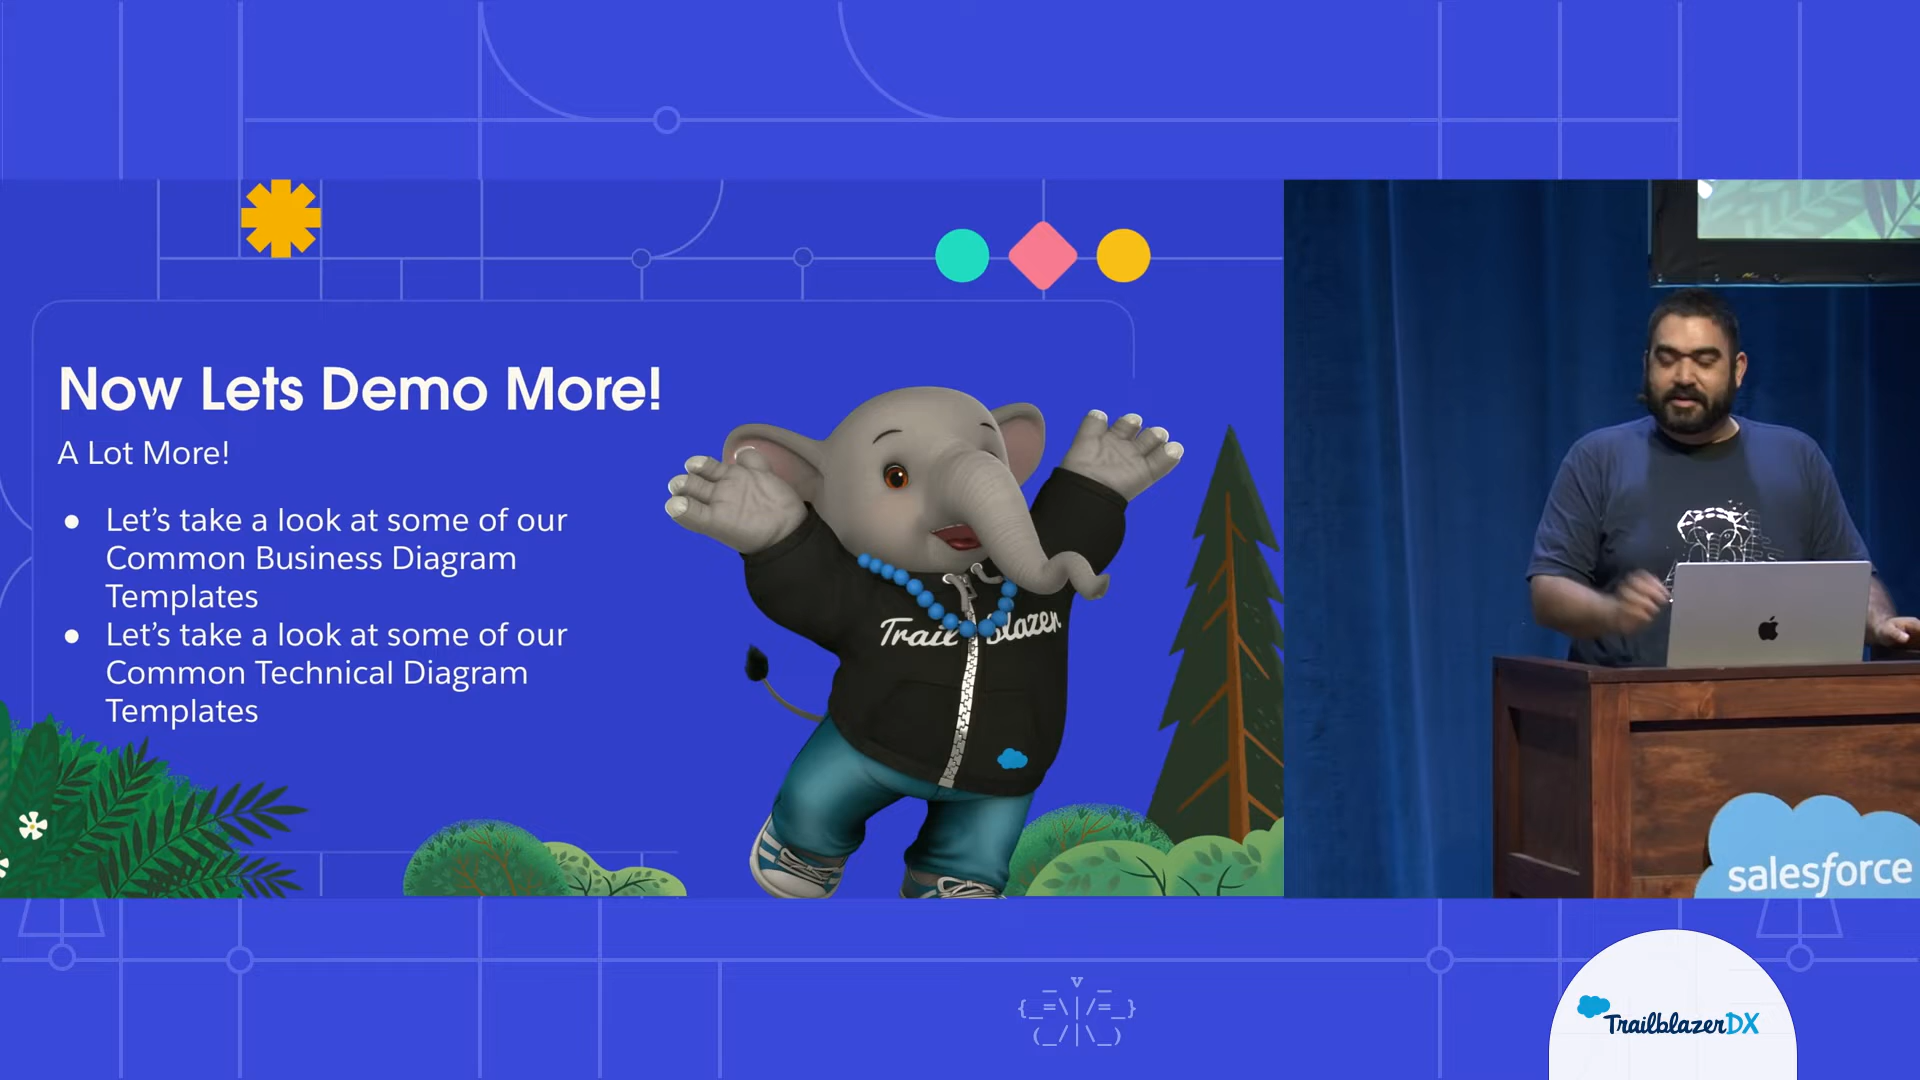 Now Lets Demo More!
A Lot More!
● Let’s take a look at some of our
Common Business Diagram
Templates
● Let’s take a look at some of our
Common Technical Diagram
Templates
Trailblazer
salesforce
TrailblazerDX